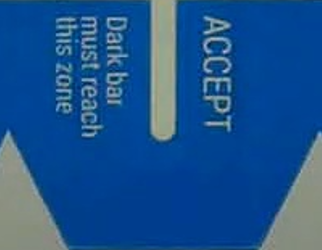 ACCEPT
Dark bar
must reach
this zone